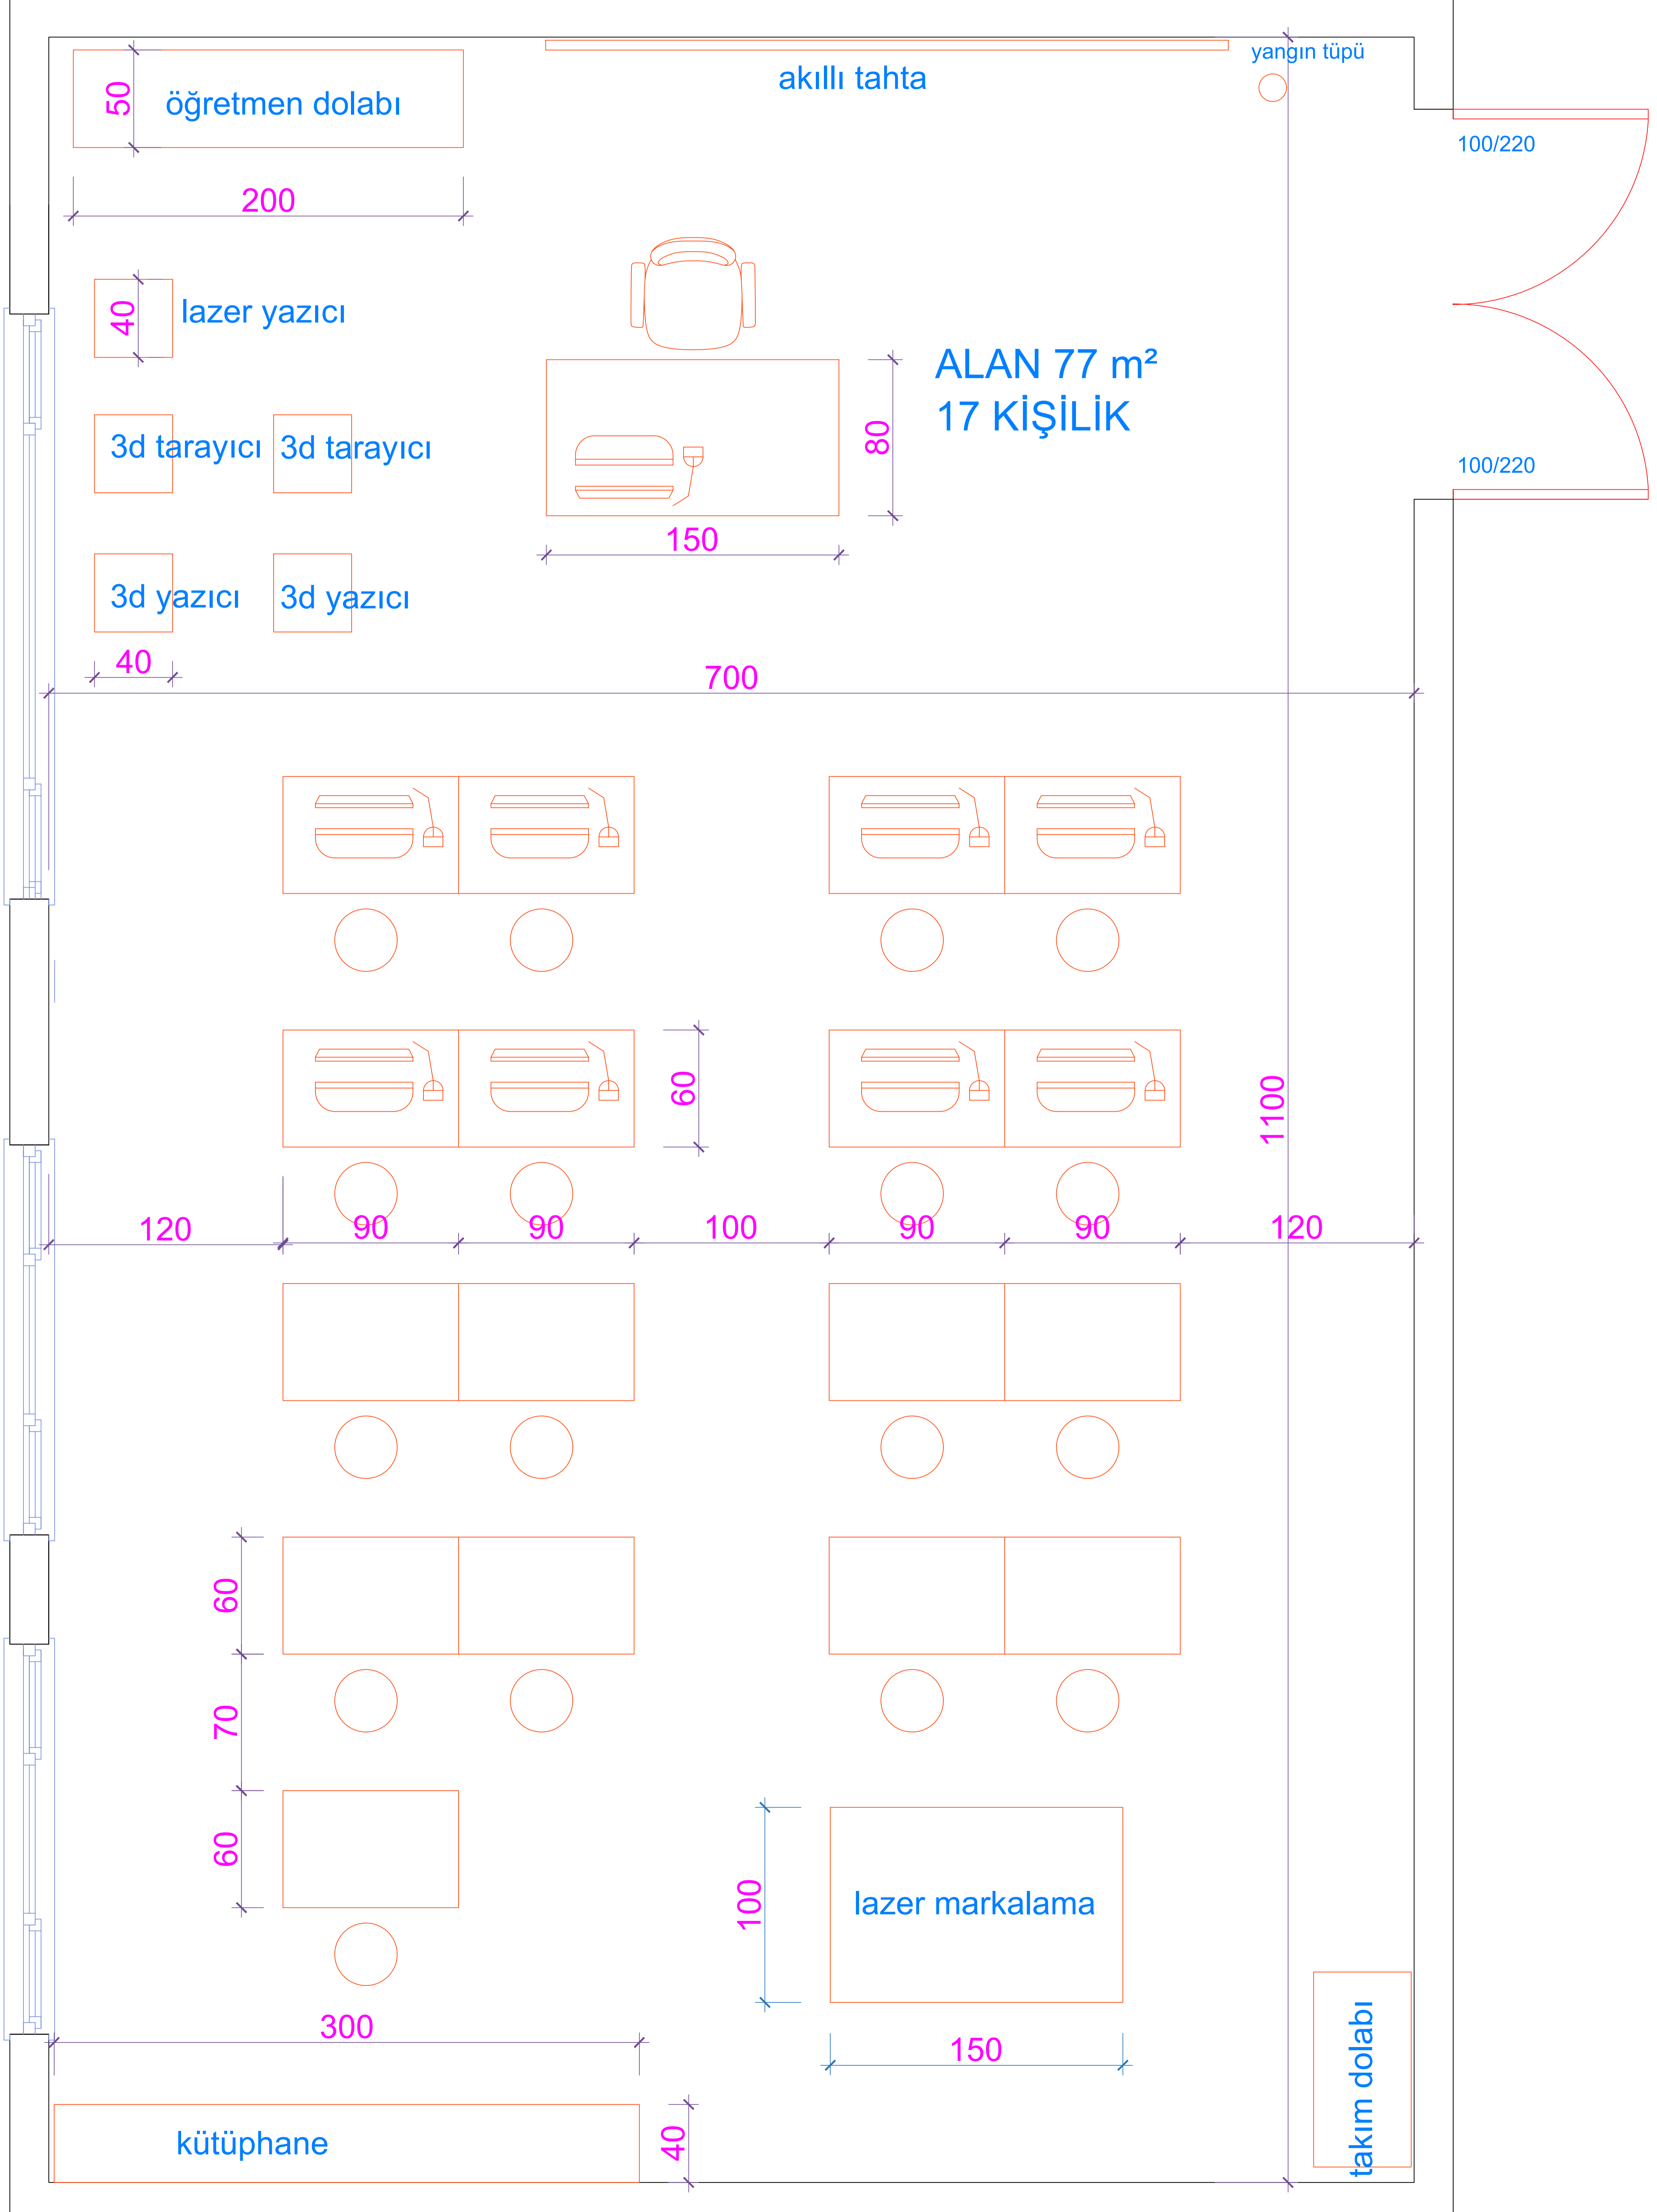 yangın tüpü
akıllı tahta
50
öğretmen dolabı
100/220
200
40
lazer yazıcı
ALAN 77 m²
17 KİŞİLİK
80
3d tarayıcı
3d tarayıcı
100/220
150
3d yazıcı
3d yazıcı
40
700
60
1100
120
90
90
100
90
90
120
60
70
60
100
lazer markalama
300
150
takım dolabı
kütüphane
40